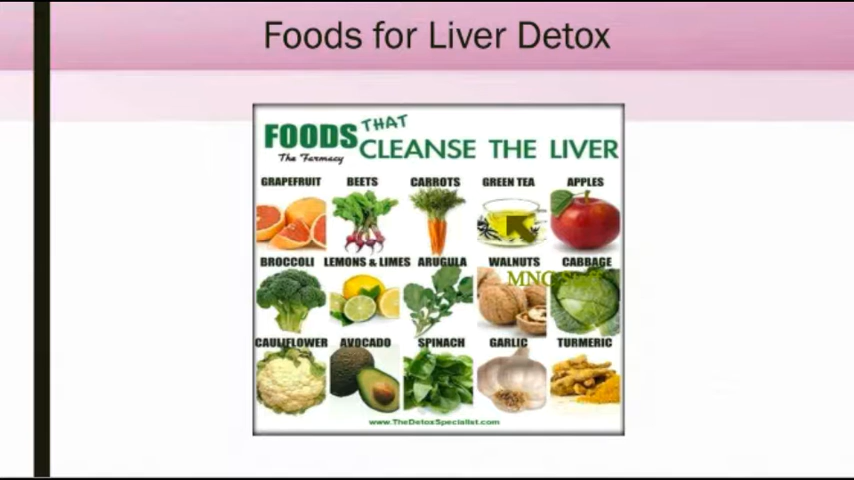 Foods for Liver Detox
FOODS THAT
The Farmacy CLEANSE THE LIVER
GRAPEFRUIT BEETS CARROTS GREEN TEA APPLES
BROCCOLI LEMONS & LIMES ARUGULA WALNUTS CABBAGE
CAULIFLOWER AVOCADO SPINACH GARLIC TURMERIC
www.TheDetoxSpecialist.com